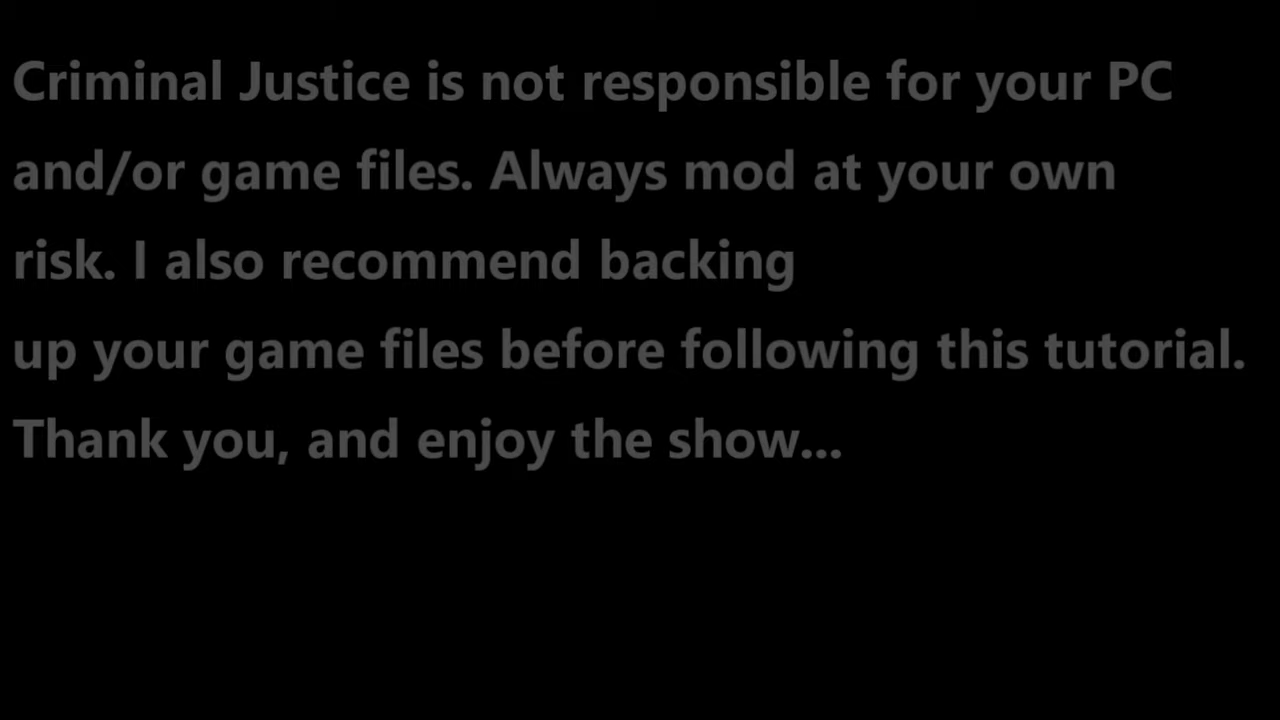 Criminal Justice is not responsible for your PC
and/or game files. Always mod at your own
risk. I also recommend backing
up your game files before following this tutorial.
Thank you, and enjoy the show...